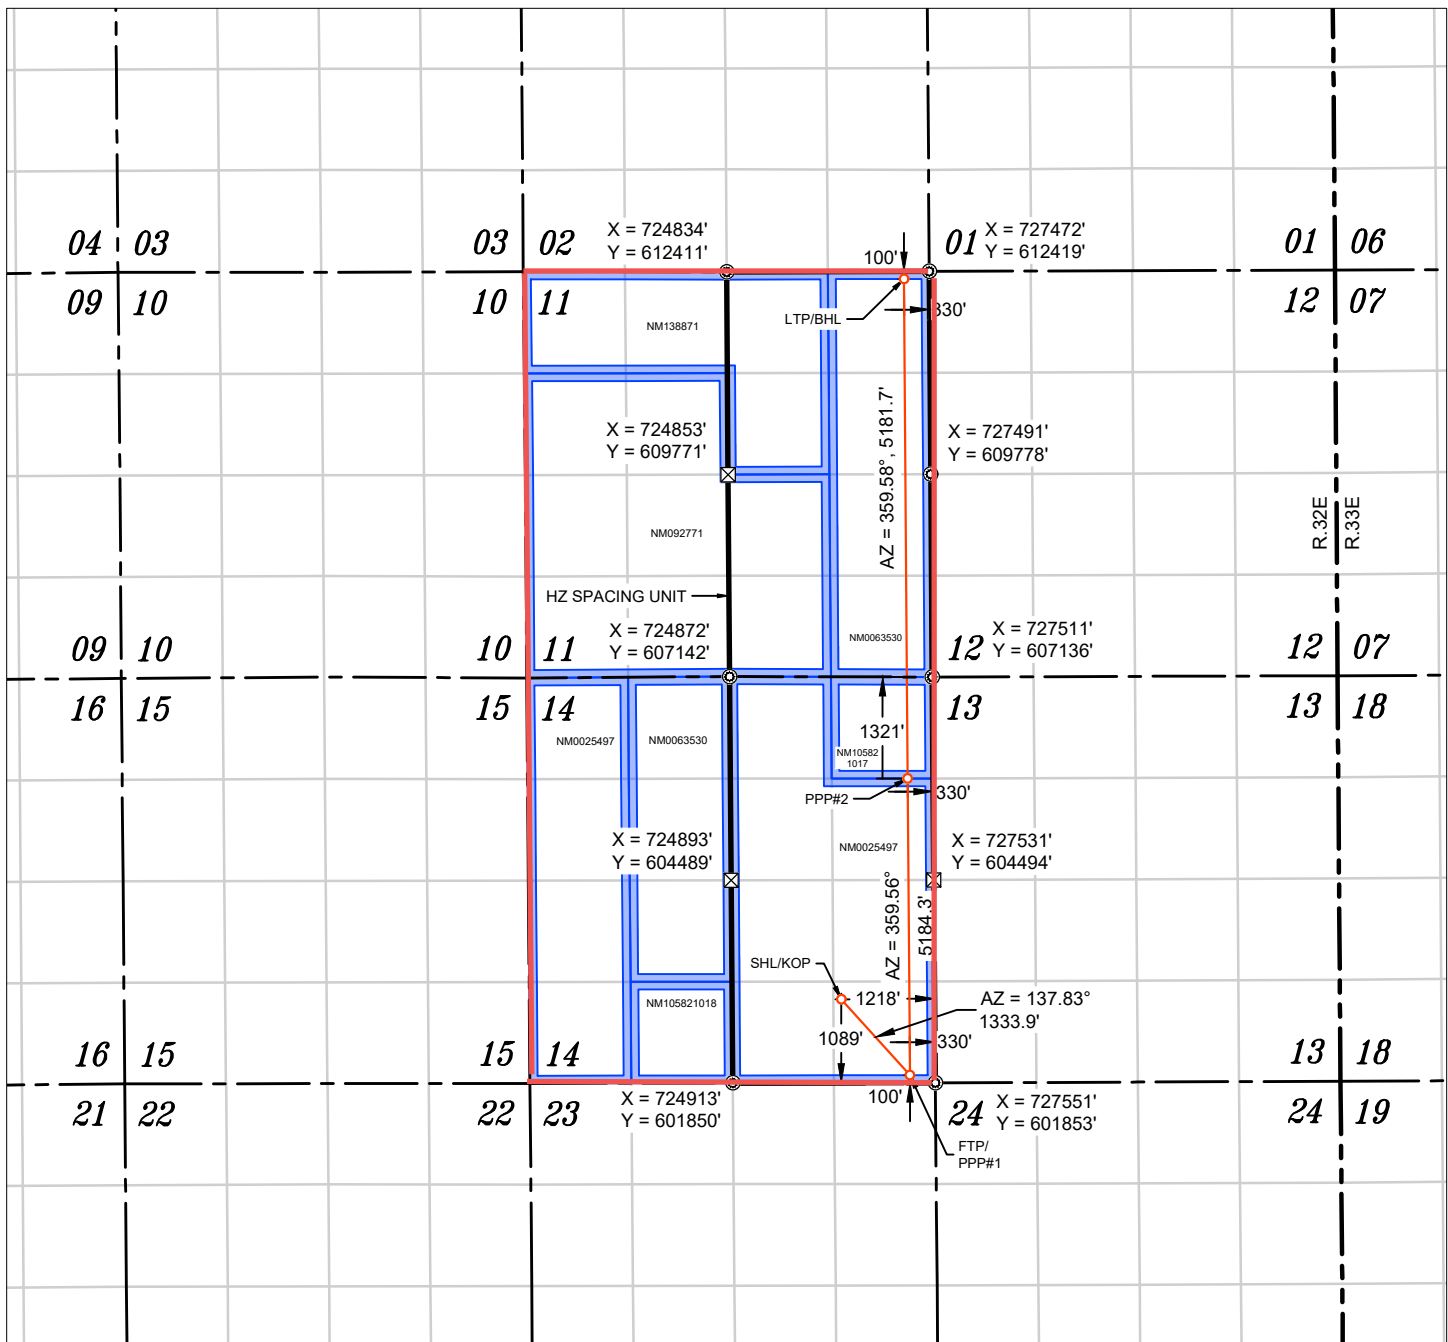 X = 724834'
Y = 612411'
X = 727472'
Y = 612419'
04 03
03 02
01
01 06
100'
09 10
10 11
12 07
LTP/BHL
330'
NM138871
AZ = 359.58°, 5181.7'
X = 724853'
Y = 609771'
X = 727491'
Y = 609778'
R.32E
R.33E
NM092771
HZ SPACING UNIT
X = 724872'
Y = 607142'
X = 727511'
Y = 607136'
NM0063530
09 10
10 11
12
12 07
16 15
15 14
13
13 18
1321'
NM0025497
NM0063530
NM10582
1017
PPP#2
330'
X = 724893'
Y = 604489'
NM0025497
X = 727531'
Y = 604494'
AZ = 359.56°
5184.3'
SHL/KOP
1218'
AZ = 137.83°
1333.9'
NM105821018
1089'
330'
16 15
15 14
13 18
100'
X = 724913'
Y = 601850'
X = 727551'
Y = 601853'
21 22
22 23
24
24 19
FTP/
PPP#1